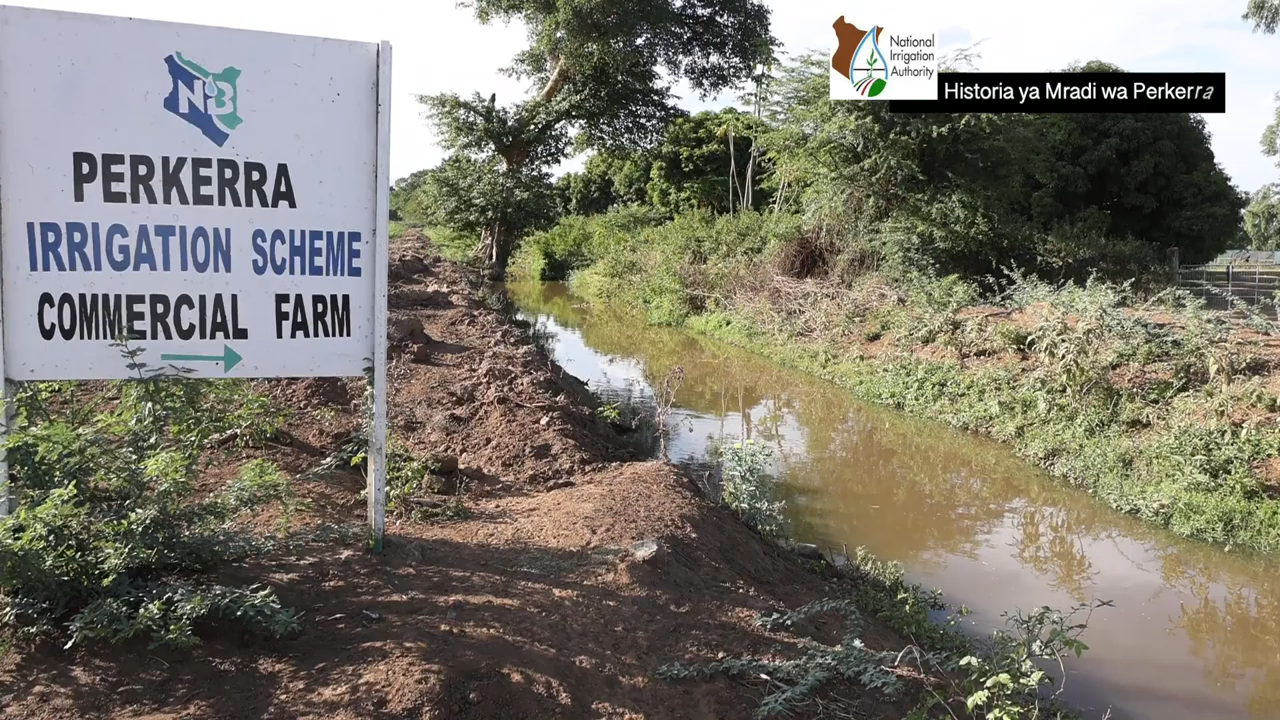 NIB
PERKERRA
IRRIGATION SCHEME
COMMERCIAL FARM
National
Irrigation
Authority
Historia ya Mradi wa Perkerra